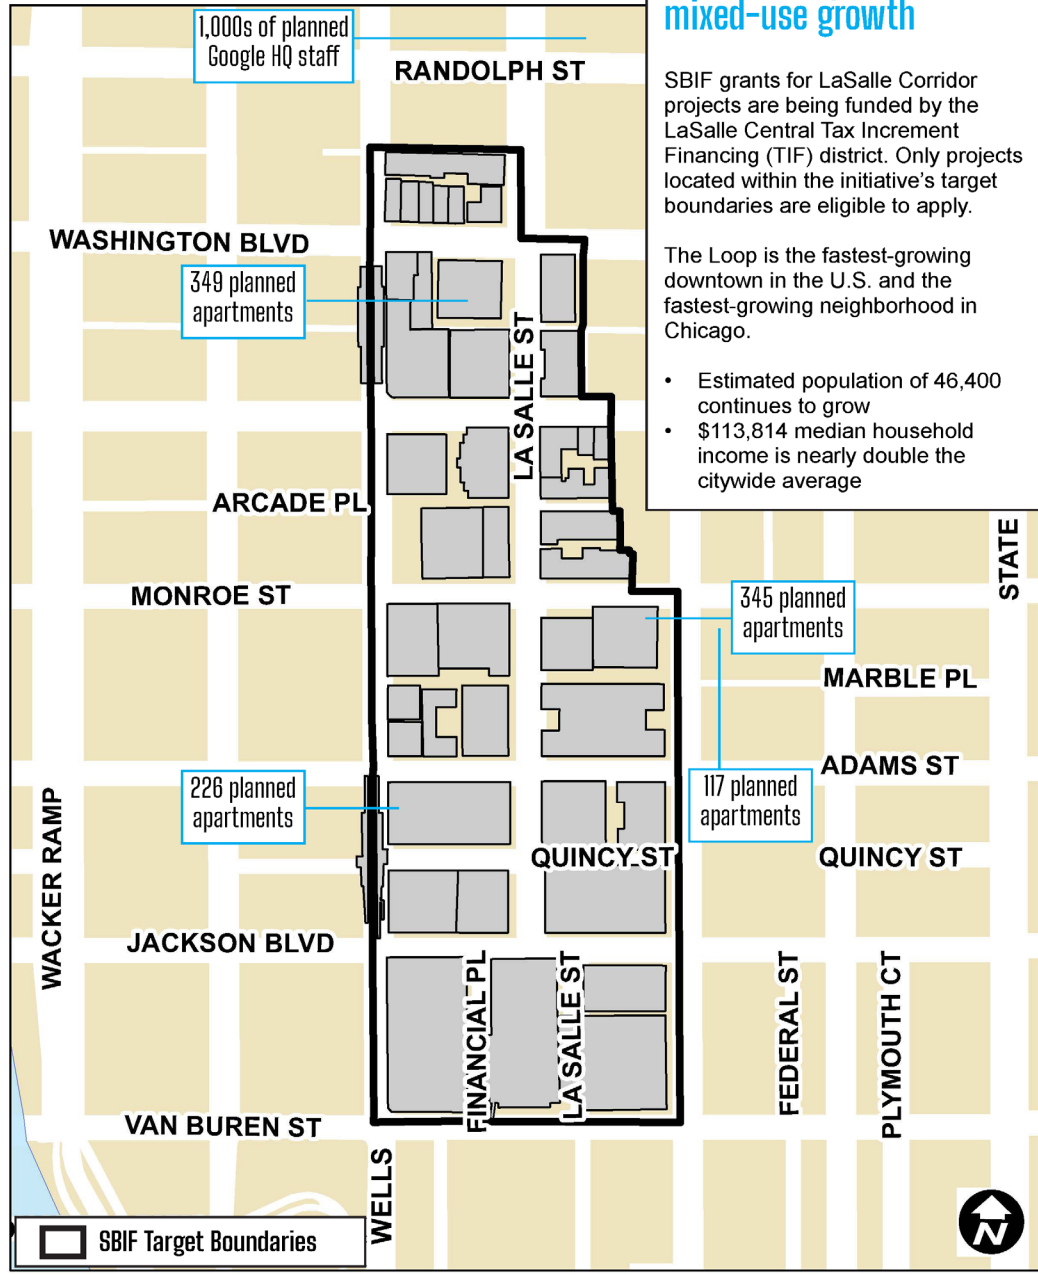 mixed-use growth
SBIF grants for LaSalle Corridor
projects are being funded by the
LaSalle Central Tax Increment
Financing (TIF) district. Only projects
located within the initiative's target
boundaries are eligible to apply.
The Loop is the fastest-growing
downtown in the U.S. and the
fastest-growing neighborhood in
Chicago.
• Estimated population of 46,400
continues to grow
• $113,814 median household
income is nearly double the
citywide average
1,000s of planned
Google HQ staff
RANDOLPH ST
WASHINGTON BLVD
349 planned
apartments
LA SALLE ST
ARCADE PL
MONROE ST
STATE
345 planned
apartments
MARBLE PL
ADAMS ST
226 planned
apartments
117 planned
apartments
QUINCY ST
QUINCY ST
WACKER RAMP
JACKSON BLVD
FINANCIAL PL
LA SALLE ST
FEDERAL ST
PLYMOUTH CT
VAN BUREN ST
WELLS
SBIF Target Boundaries
N